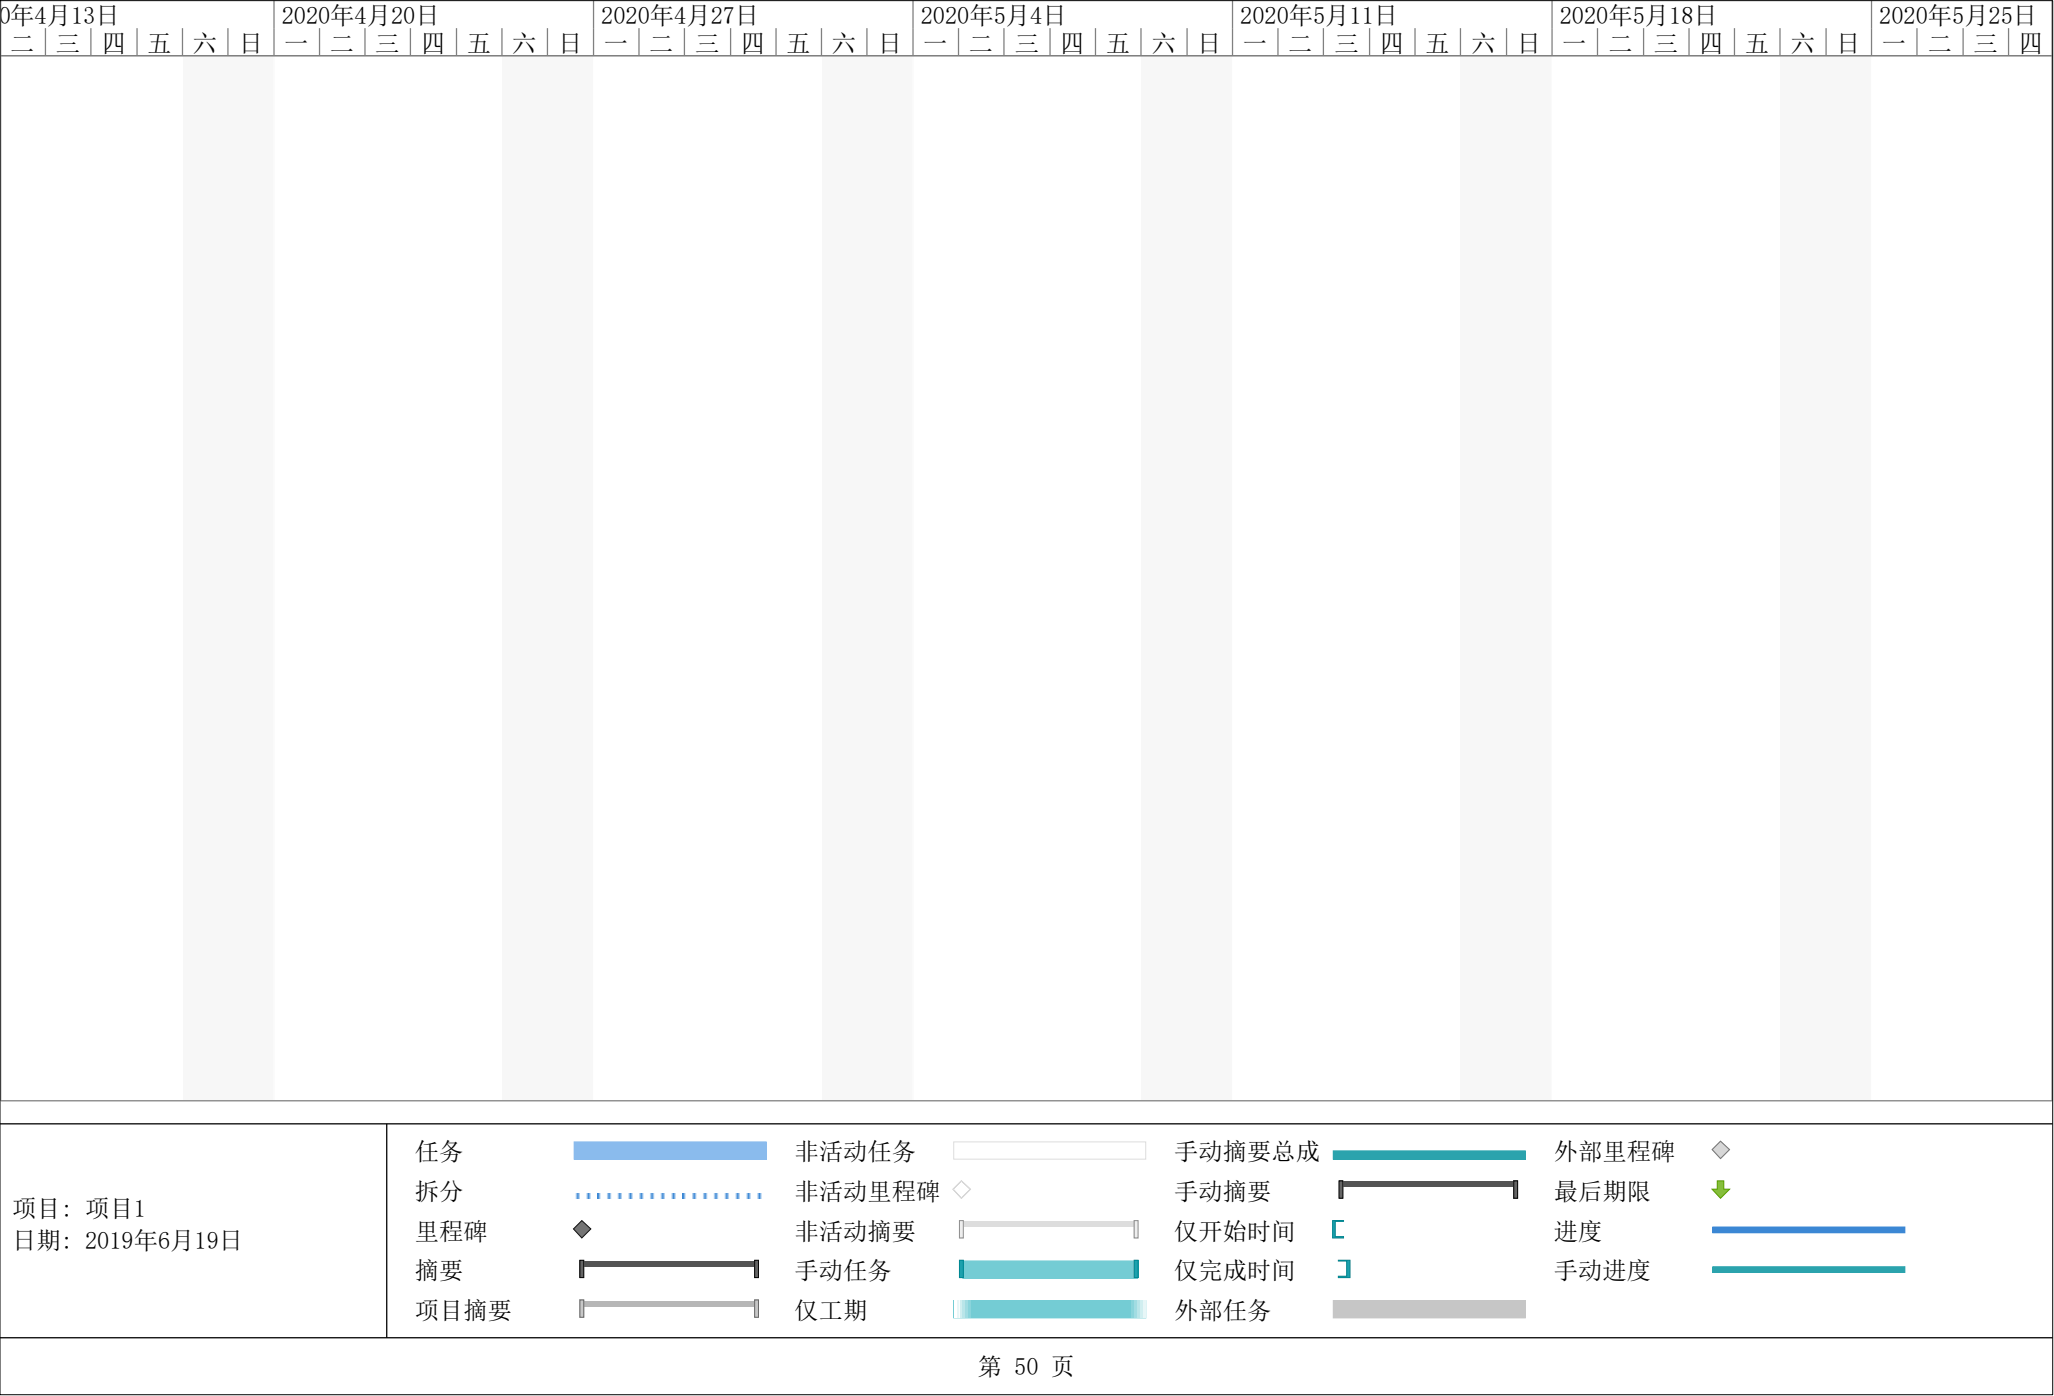 0年4月13日 2020年4月20日 2020年4月27日 2020年5月4日 2020年5月11日 2020年5月18日 2020年5月25日
二 三 四 五 六 日 一 二 三 四 五 六 日 一 二 三 四 五 六 日 一 二 三 四 五 六 日 一 二 三 四 五 六 日 一 二 三 四 五 六 日 一 二 三 四
项目: 项目1
日期: 2019年6月19日
任务
拆分
里程碑
摘要
项目摘要
非活动任务
非活动里程碑
非活动摘要
手动任务
仅工期
手动摘要总成
手动摘要
仅开始时间
仅完成时间
外部任务
外部里程碑
最后期限
进度
手动进度
第 50 页